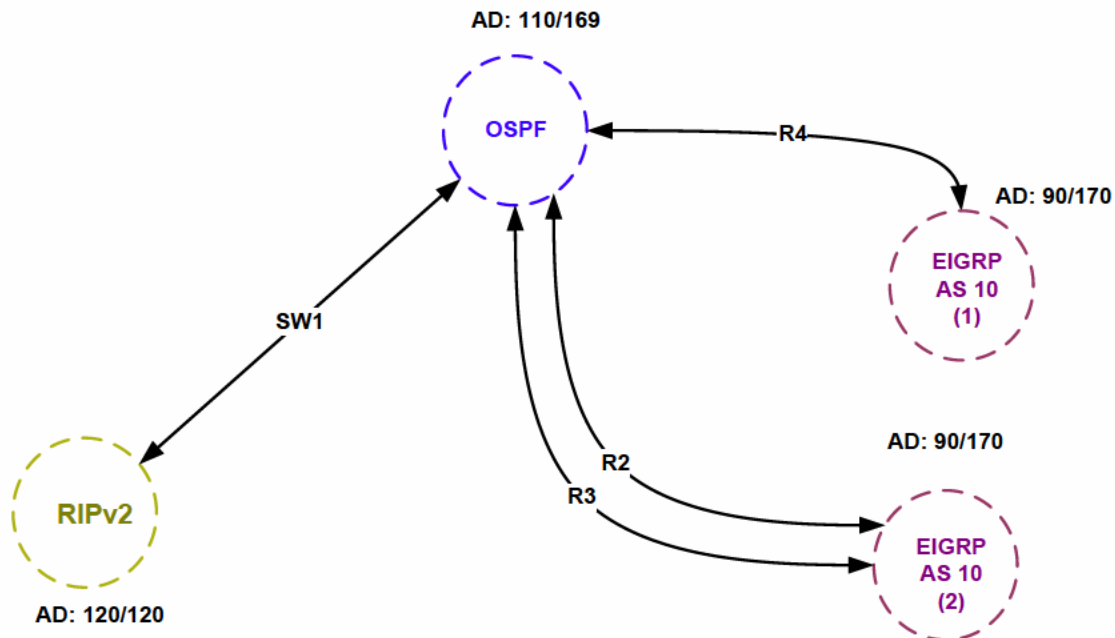 AD: 110/169
OSPF
R4
AD: 90/170
EIGRP
AS 10
(1)
SW1
AD: 90/170
R2
R3
RIPv2
EIGRP
AS 10
(2)
AD: 120/120